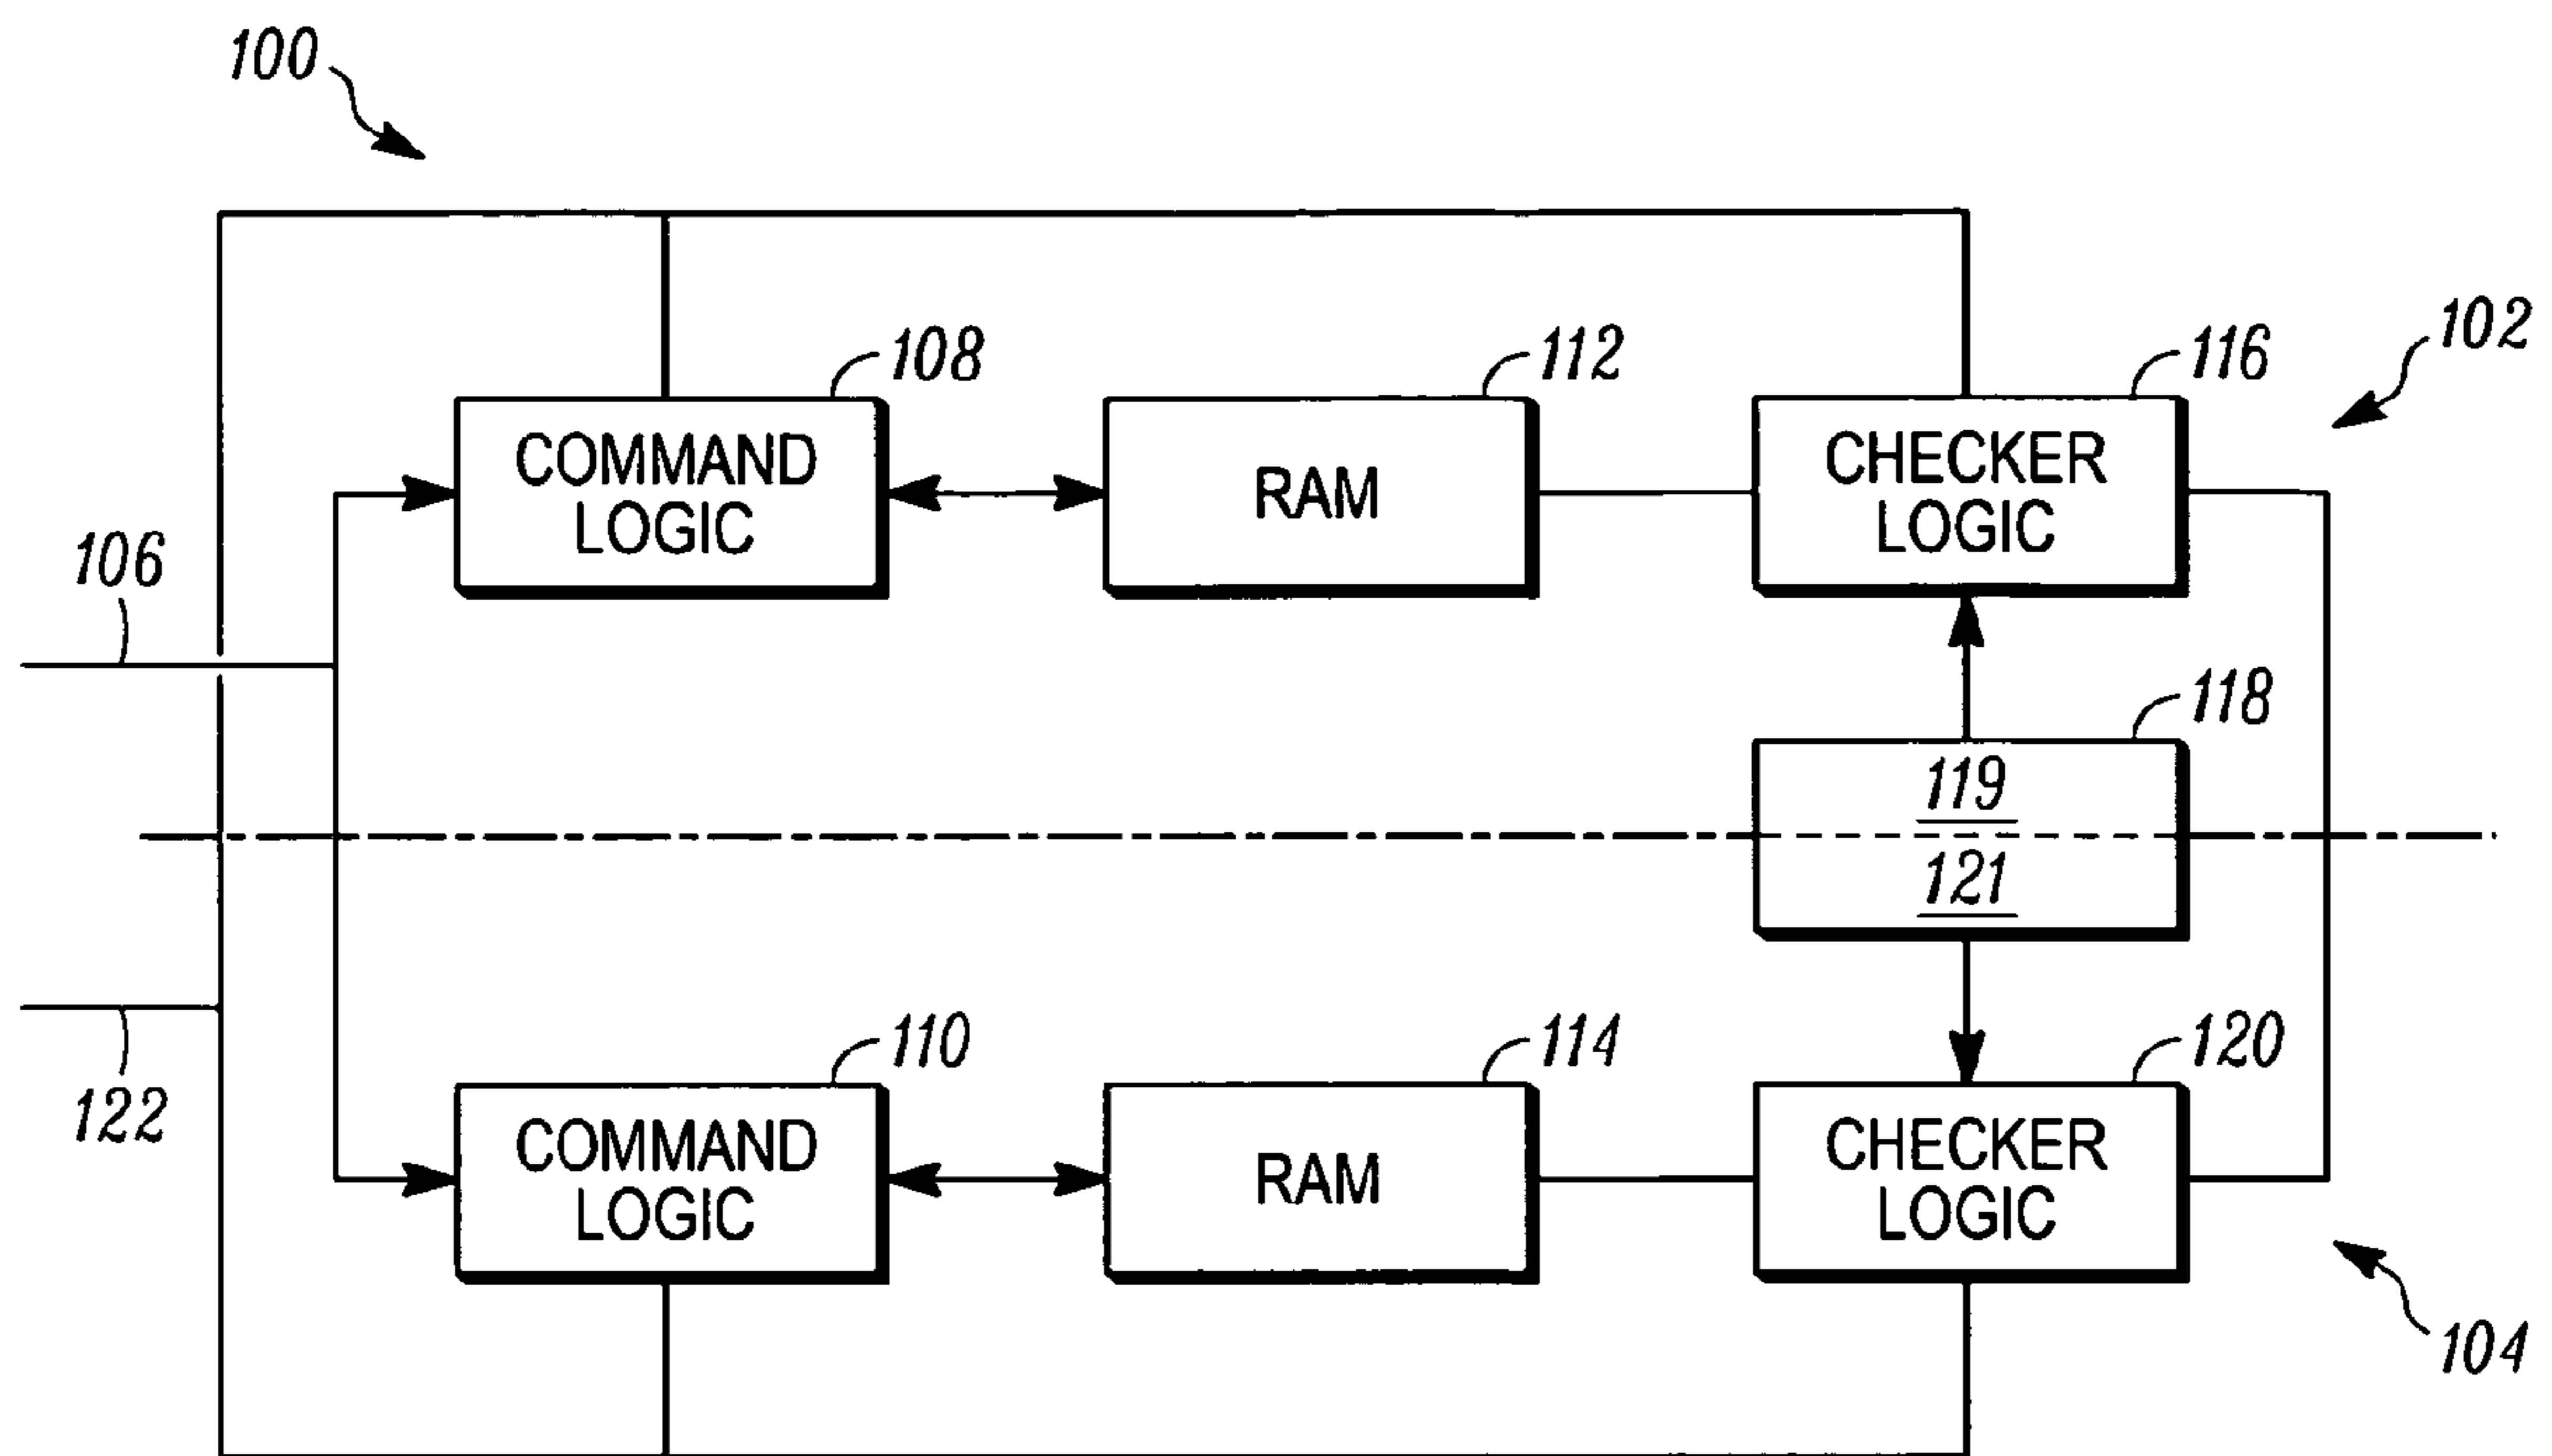 100
102
108
112
116
COMMAND
LOGIC
RAM
CHECKER
LOGIC
106
118
119
121
122
110
114
120
COMMAND
LOGIC
RAM
CHECKER
LOGIC
104